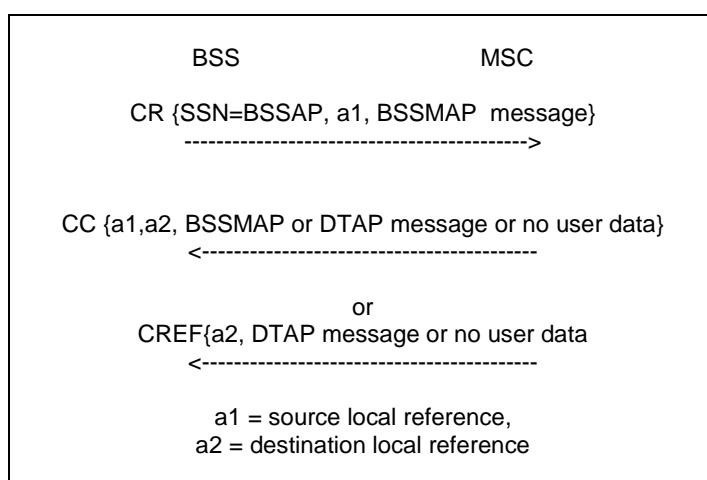 BSS MSC
CR {SSN=BSSAP, a1, BSSMAP message}
------------------------------------------->
CC {a1,a2, BSSMAP or DTAP message or no user data}
<------------------------------------------
or
CREF{a2, DTAP message or no user data
<------------------------------------------
a1 = source local reference,
a2 = destination local reference